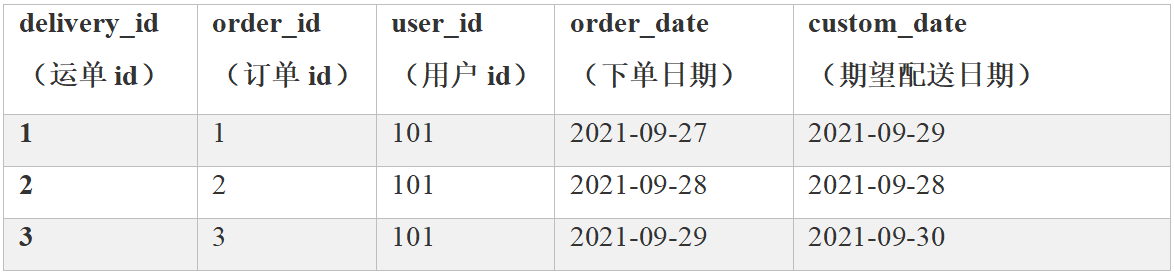 delivery_id order_id user_id order_date custom_date
（运单 id） （订单 id） （用户 id） （下单日期） （期望配送日期）
1 1 101 2021-09-27 2021-09-29
2 2 101 2021-09-28 2021-09-28
3 3 101 2021-09-29 2021-09-30